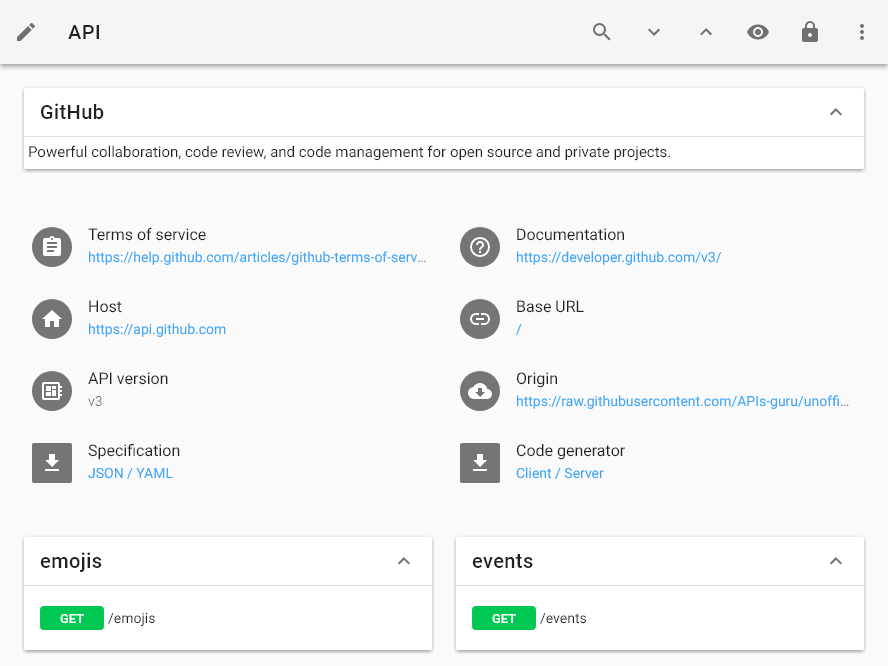 API
GitHub
Powerful collaboration, code review, and code management for open source and private projects.
Terms of service
https://help.github.com/articles/github-terms-of-serv...
Documentation
https://developer.github.com/v3/
Host
https://api.github.com
Base URL
/
API version
v3
Origin
https://raw.githubusercontent.com/APIs-guru/unoffi...
Specification
JSON / YAML
Code generator
Client / Server
emojis
GET /emojis
events
GET /events